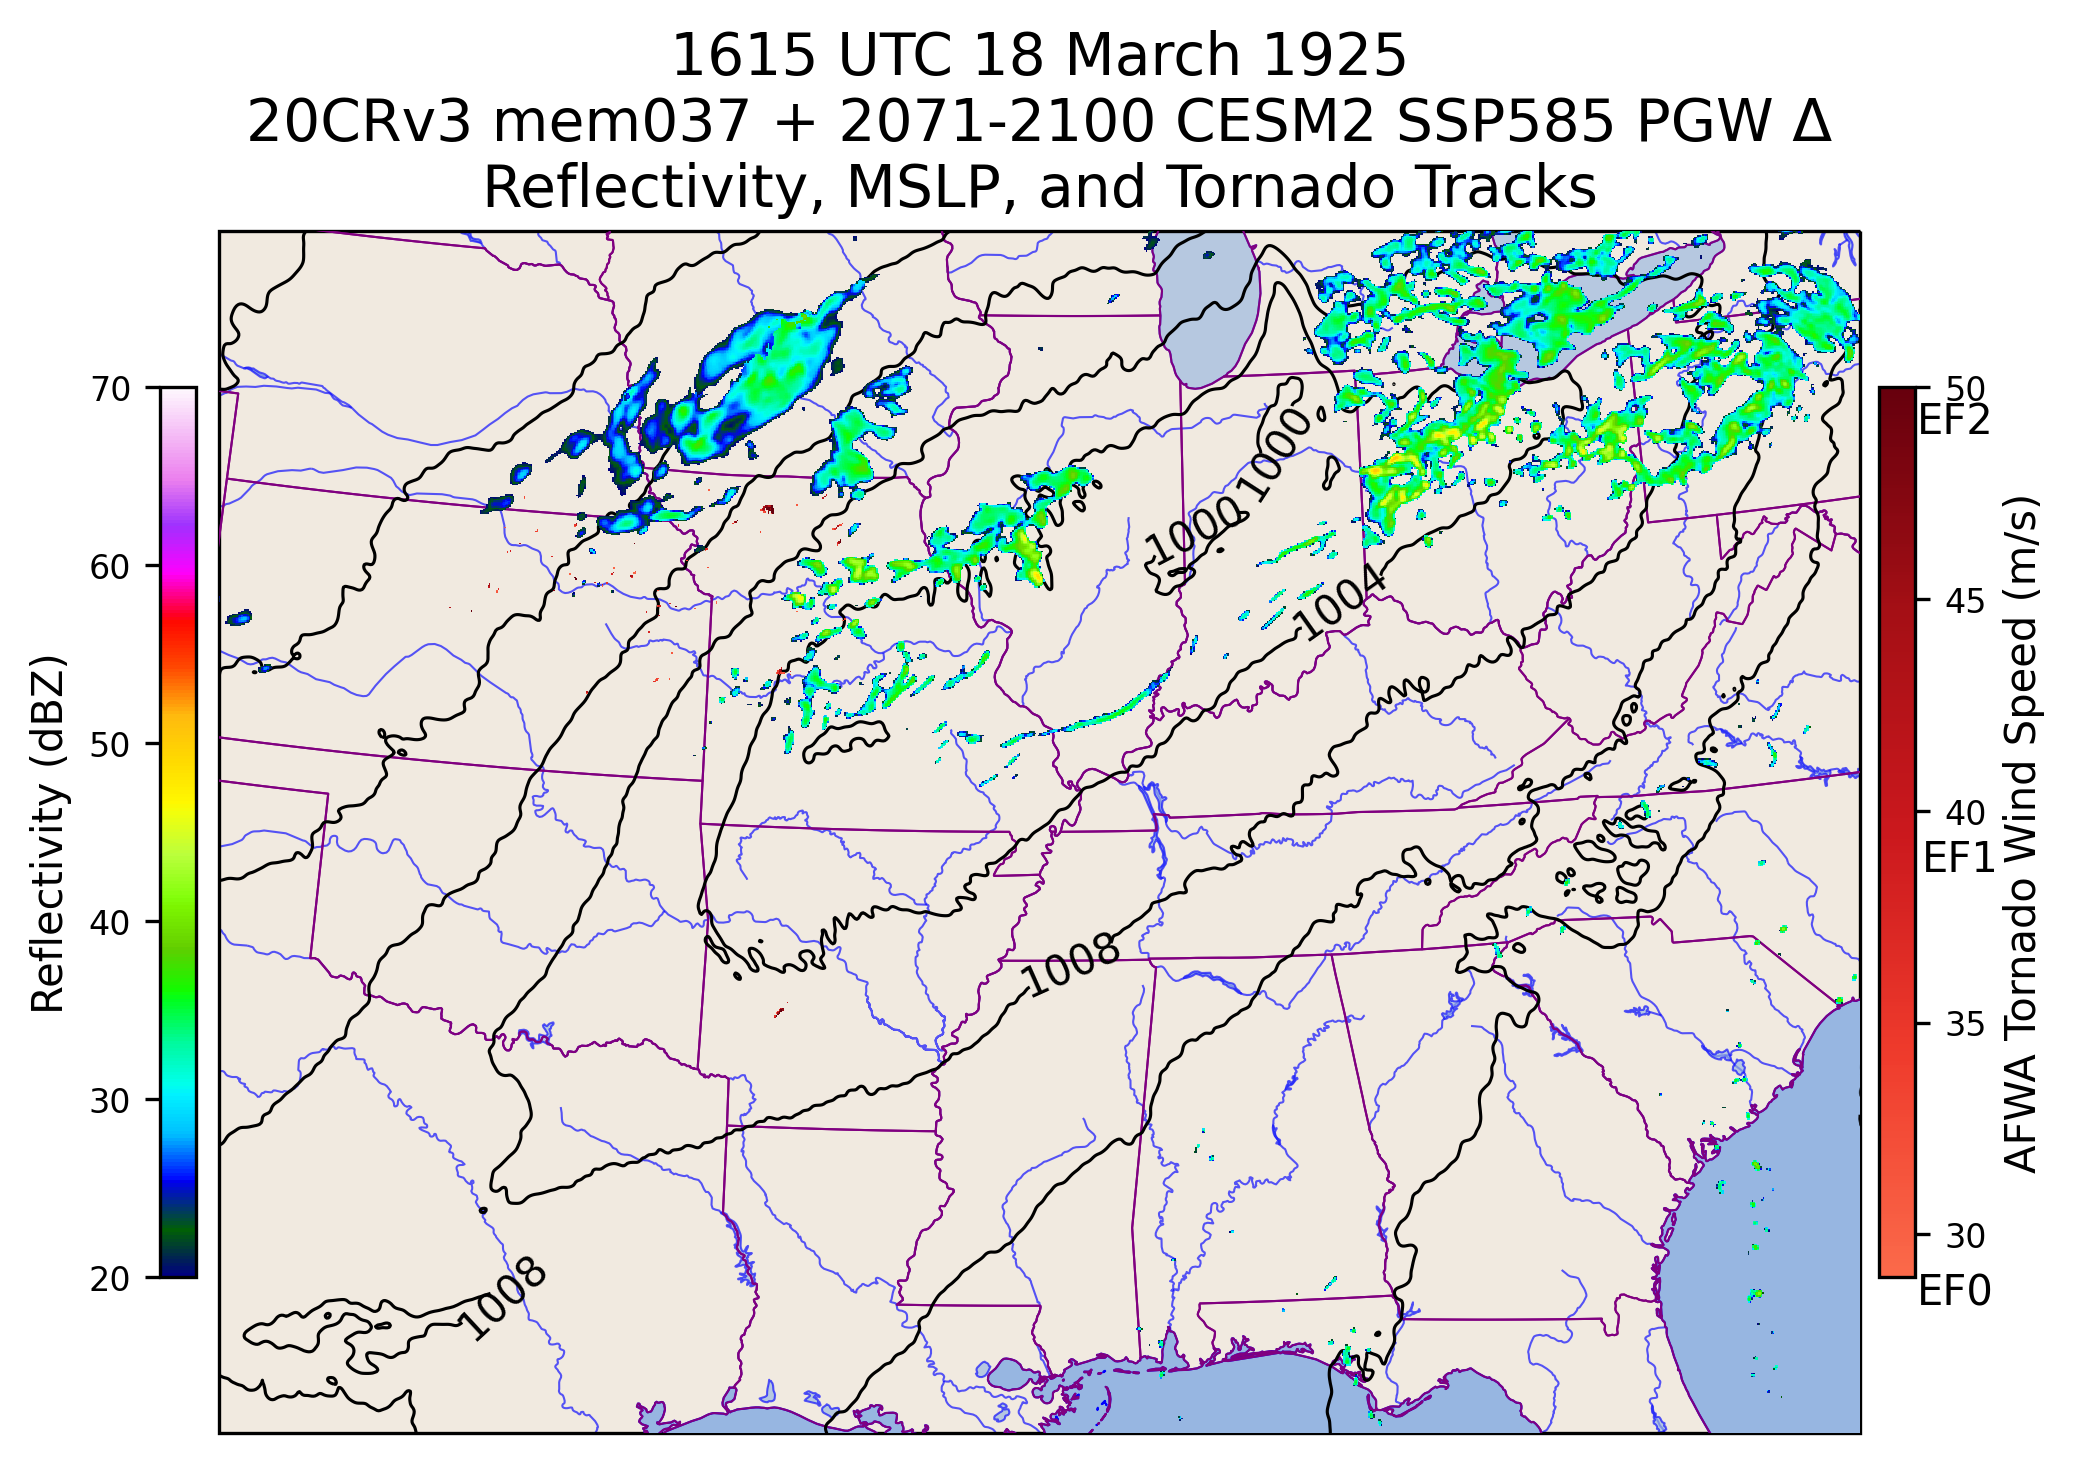 1615 UTC 18 March 1925
20CRv3 mem037 + 2071-2100 CESM2 SSP585 PGW Δ
Reflectivity, MSLP, and Tornado Tracks
70
60
50
40
30
20
Reflectivity (dBZ)
1000
1000
1004
1008
1008
50
EF2
45
40
EF1
35
30
EF0
AFWA Tornado Wind Speed (m/s)